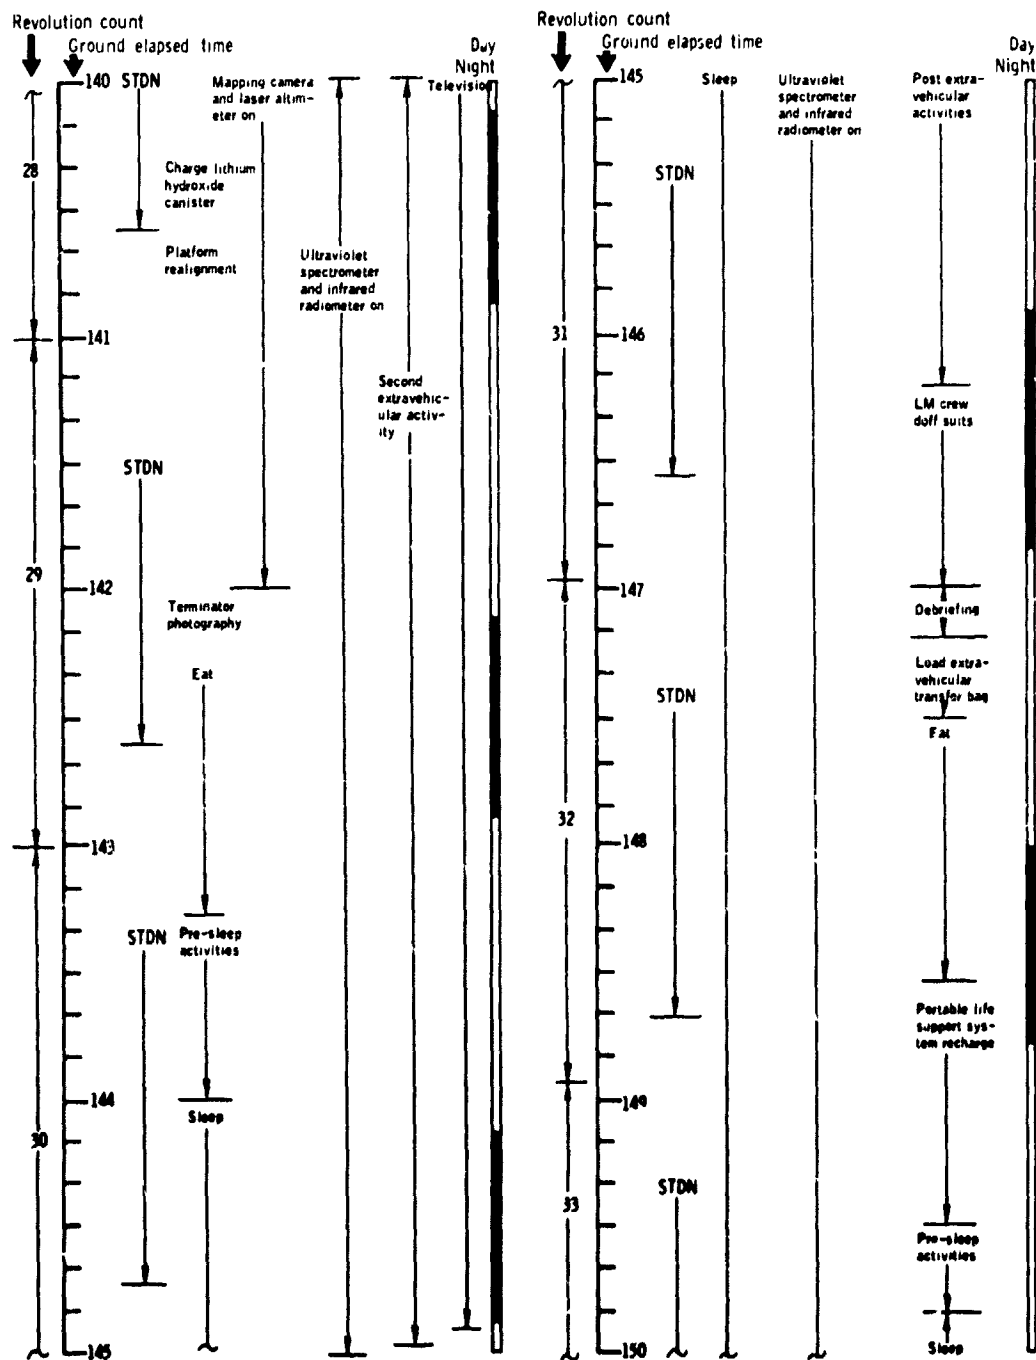 Revolution count
Ground elapsed time
Day
Night
140
STDN
Mapping camera
and laser altim-
eter on
Television
28
Charge lithium
hydroxide
canister
Platform
realignment
Ultraviolet
spectrometer
and infrared
radiometer on
141
Second
extravehic-
ular activ-
ity
STDN
29
142
Terminator
photography
Eat
143
STDN
Pre-sleep
activities
144
Sleep
30
145
Revolution count
Ground elapsed time
Day
Night
145
Sleep
Ultraviolet
spectrometer
and infrared
radiometer on
Post extra-
vehicular
activities
STDN
31
146
LM crew
doff suits
147
Debriefing
Load extra-
vehicular
transfer bag
STDN
Eat
32
148
Portable life
support sys-
tem recharge
149
STDN
33
Pre-sleep
activities
150
Sleep